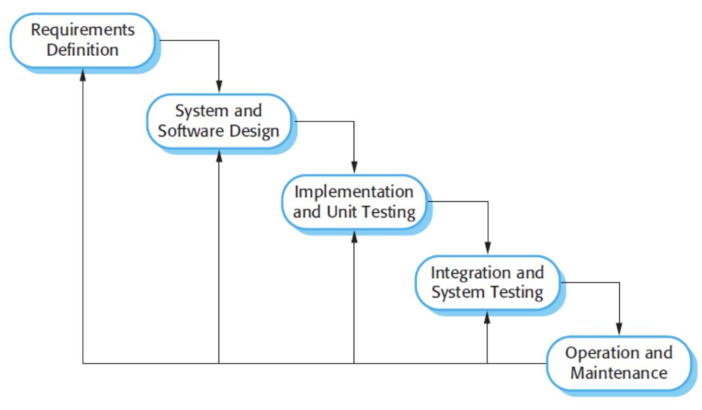 Requirements
Definition
System and
Software Design
Implementation
and Unit Testing
Integration and
System Testing
Operation and
Maintenance